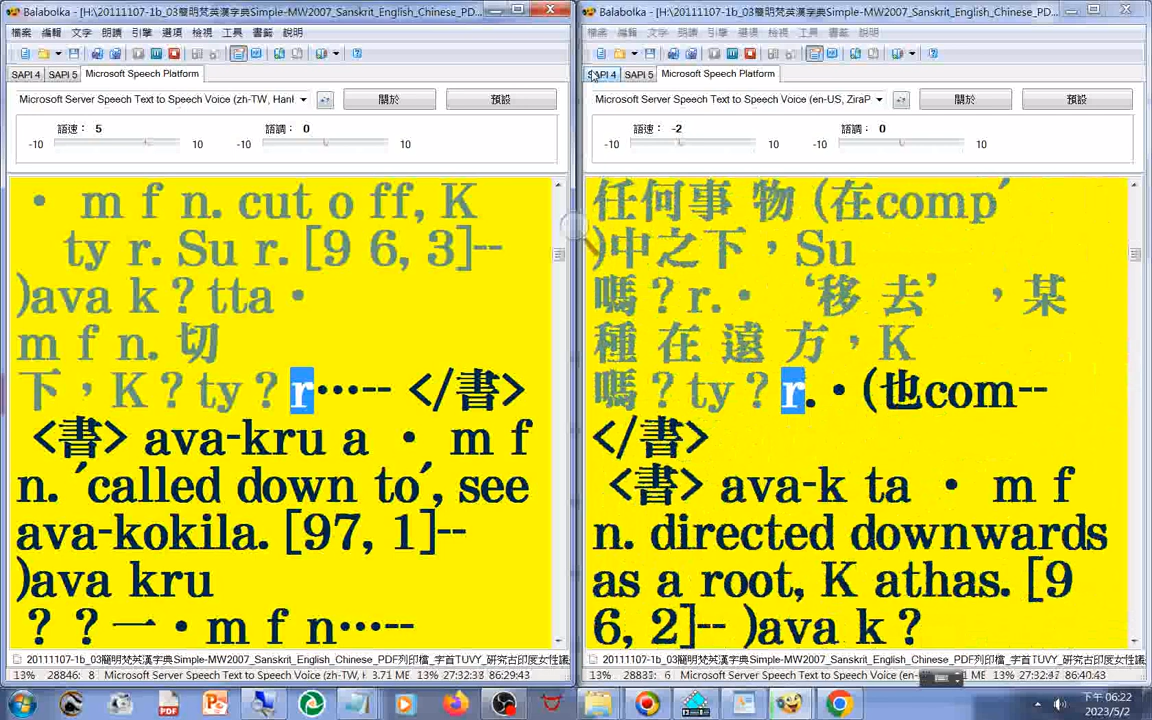 Balabolka - [H:\20111107-1b_03簡明梵英漢字典Simple-MW2007_Sanskrit_English_Chinese_PD...
檔案 編輯 文字 朗讀 引擎 選項 檢視 工具 書籤 說明
SAPI 4 SAPI 5 Microsoft Speech Platform
Microsoft Server Speech Text to Speech Voice (zh-TW, Hanl 關於 預設
語速： 5 語調： 0
-10 10 -10 10
• m f n. cut o ff, K
ty r. Su r. [9 6, 3]--
)ava k？tta •
m f n. 切
下，K？ty？r…-- </書>
<書> ava-kru a • m f
n. ′called down to′, see
ava-kokila. [97, 1]--
)ava kru
？？一•m f n…--
20111107-1b_03簡明梵英漢字典Simple-MW2007_Sanskrit_English_Chinese_PDF列印檔_字首TUVY_研究古印度女性議
13% 28846: 8 Microsoft Server Speech Text to Speech Voice (zh-TW, H 3.71 ME 13% 27:32:33 86:29:43
Balabolka - [H:\20111107-1b_03簡明梵英漢字典Simple-MW2007_Sanskrit_English_Chinese_PD...
檔案 編輯 文字 朗讀 引擎 選項 檢視 工具 書籤 說明
SAPI 4 SAPI 5 Microsoft Speech Platform
Microsoft Server Speech Text to Speech Voice (en-US, ZiraP 關於 預設
語速： -2 語調： 0
-10 10 -10 10
任何事 物 (在comp′
)中之下，Su
嗎？r.• ‘移 去’ ，某
種 在 遠 方，K
嗎？ty？r.•(也com--
</書>
<書> ava-k ta • m f
n. directed downwards
as a root, K athas. [9
6, 2]-- )ava k？
20111107-1b_03簡明梵英漢字典Simple-MW2007_Sanskrit_English_Chinese_PDF列印檔_字首TUVY_研究古印度女性議
13% 28835: 6 Microsoft Server Speech Text to Speech Voice (en-US, 3.71 ME 13% 27:32:47 86:40:43
下午 06:22
2023/5/2